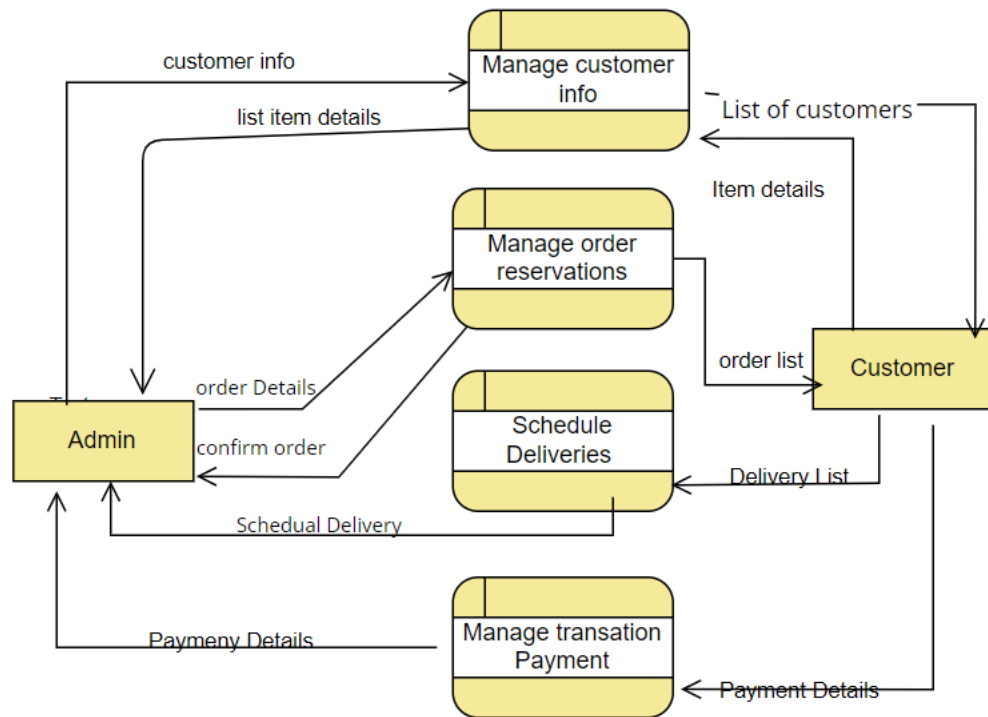 customer info
Manage customer
info
list item details
List of customers
Item details
Manage order
reservations
order list
Customer
order Details
Admin
confirm order
Schedule
Deliveries
Delivery List
Schedual Delivery
Paymeny Details
Manage transation
Payment
Payment Details